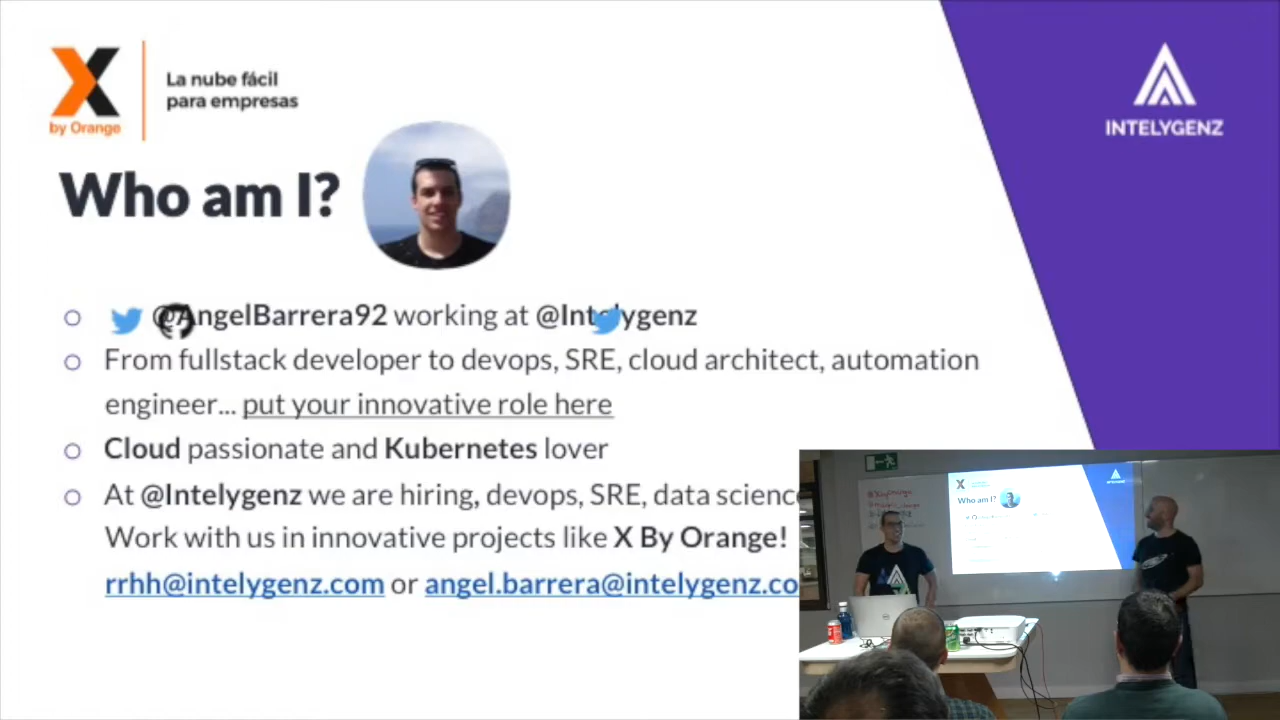 X
by Orange
La nube fácil
para empresas
INTELYGENZ
Who am I?
@AngelBarrera92 working at @Intelygenz
From fullstack developer to devops, SRE, cloud architect, automation
engineer... put your innovative role here
Cloud passionate and Kubernetes lover
At @Intelygenz we are hiring, devops, SRE, data science
Work with us in innovative projects like X By Orange!
rrhh@intelygenz.com or angel.barrera@intelygenz.co
X
Who am I?